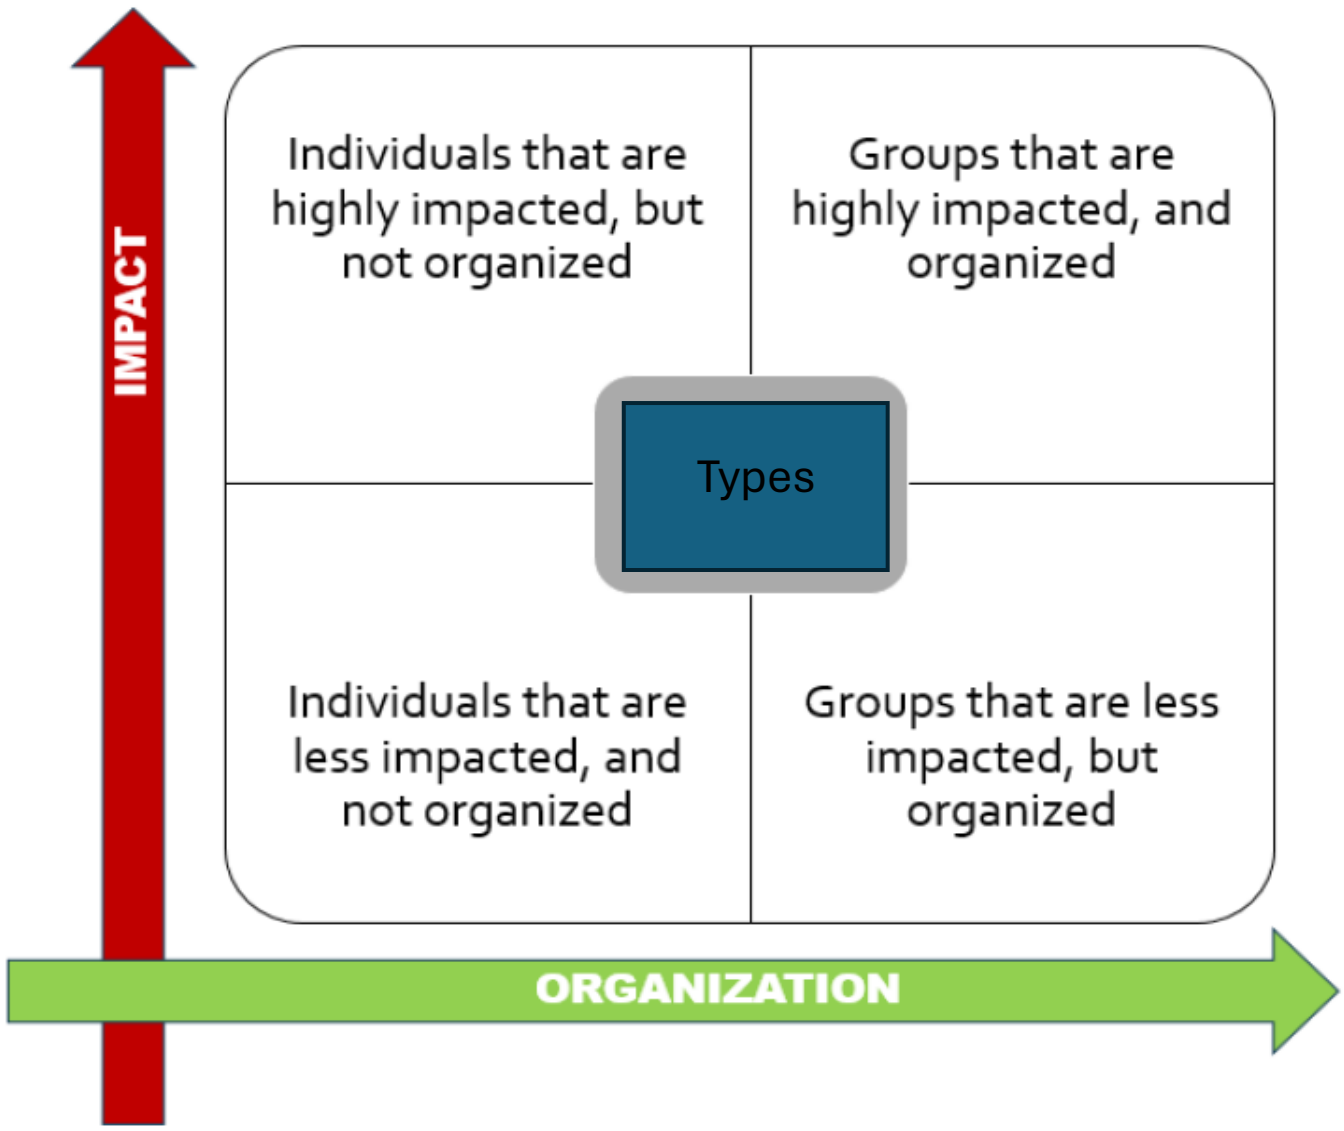 IMPACT
Individuals that are
highly impacted, but
not organized
Groups that are
highly impacted, and
organized
Types
Individuals that are
less impacted, and
not organized
Groups that are less
impacted, but
organized
ORGANIZATION